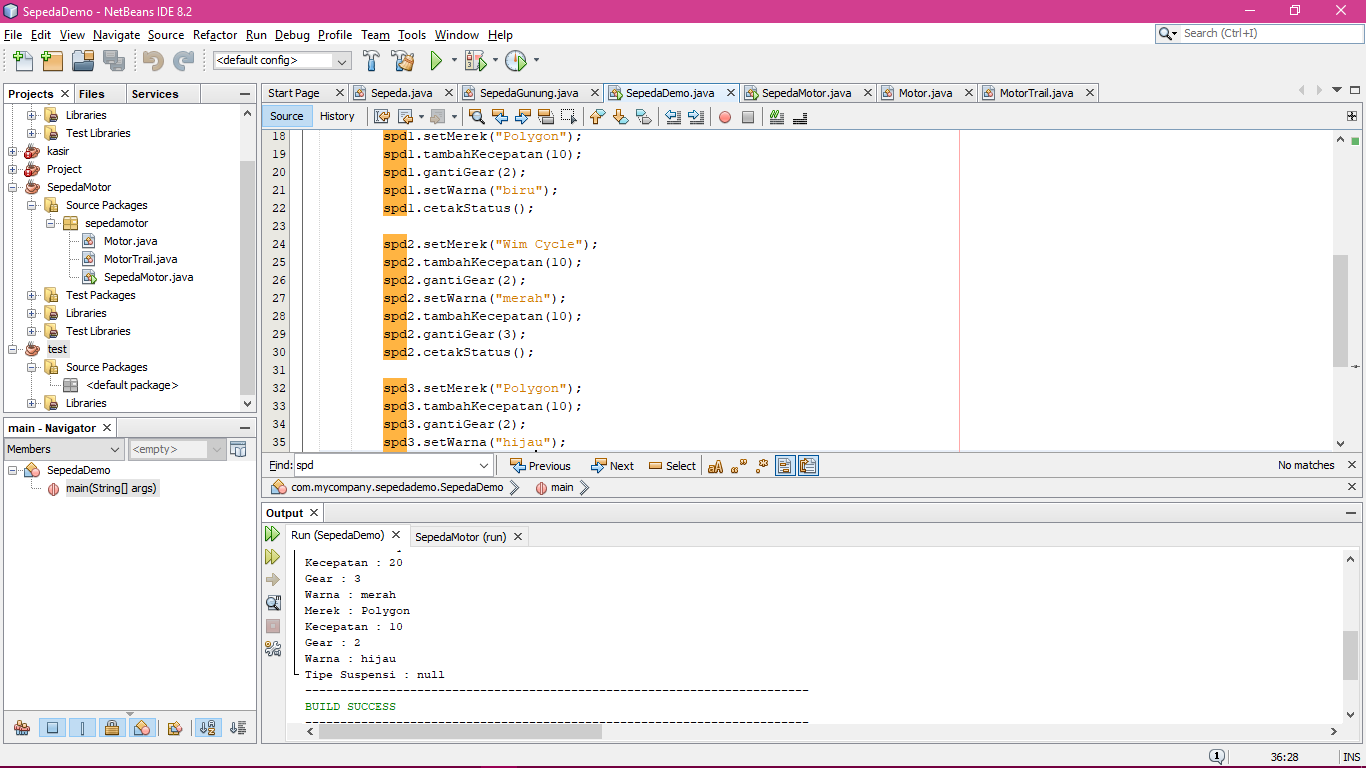 SepedaDemo - NetBeans IDE 8.2
File Edit View Navigate Source Refactor Run Debug Profile Team Tools Window Help
Search (Ctrl+I)
<default config>
Projects Files Services
Libraries
Test Libraries
kasir
Project
SepedaMotor
Source Packages
sepedamotor
Motor.java
MotorTrail.java
SepedaMotor.java
Test Packages
Libraries
Test Libraries
test
Source Packages
<default package>
Libraries
main - Navigator
Members <empty>
SepedaDemo
main(String[] args)
Start Page Sepeda.java SepedaGunung.java SepedaDemo.java SepedaMotor.java Motor.java MotorTrail.java
Source History
18 spd1.setMerek("Polygon");
19 spd1.tambahKecepatan(10);
20 spd1.gantiGear(2);
21 spd1.setWarna("biru");
22 spd1.cetakStatus();
23
24 spd2.setMerek("Wim Cycle");
25 spd2.tambahKecepatan(10);
26 spd2.gantiGear(2);
27 spd2.setWarna("merah");
28 spd2.tambahKecepatan(10);
29 spd2.gantiGear(3);
30 spd2.cetakStatus();
31
32 spd3.setMerek("Polygon");
33 spd3.tambahKecepatan(10);
34 spd3.gantiGear(2);
35 spd3.setWarna("hijau");
Find: spd Previous Next Select No matches
com.mycompany.sepedademo.SepedaDemo main
Output
Run (SepedaDemo) SepedaMotor (run)
Kecepatan : 20
Gear : 3
Warna : merah
Merek : Polygon
Kecepatan : 10
Gear : 2
Warna : hijau
Tipe Suspensi : null
------------------------------------------------------------------------
BUILD SUCCESS
------------------------------------------------------------------------
1 36:28 INS